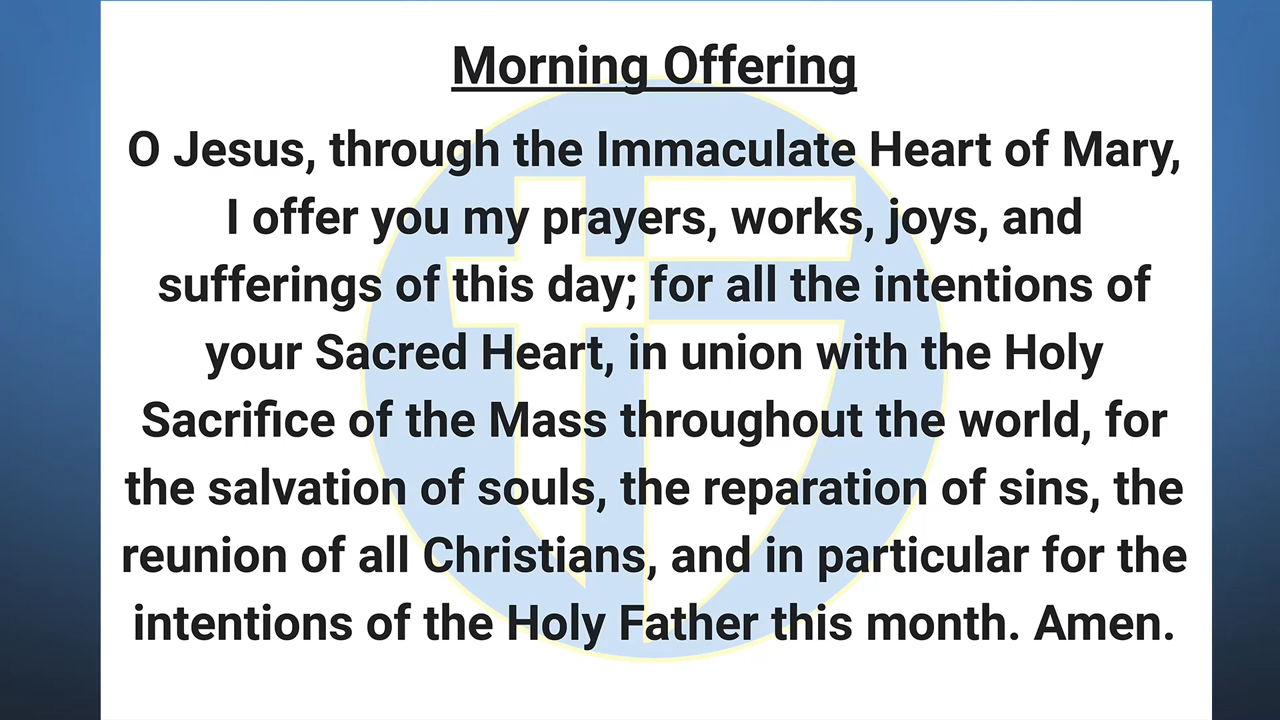 Morning Offering
O Jesus, through the Immaculate Heart of Mary,
I offer you my prayers, works, joys, and
sufferings of this day; for all the intentions of
your Sacred Heart, in union with the Holy
Sacrifice of the Mass throughout the world, for
the salvation of souls, the reparation of sins, the
reunion of all Christians, and in particular for the
intentions of the Holy Father this month. Amen.